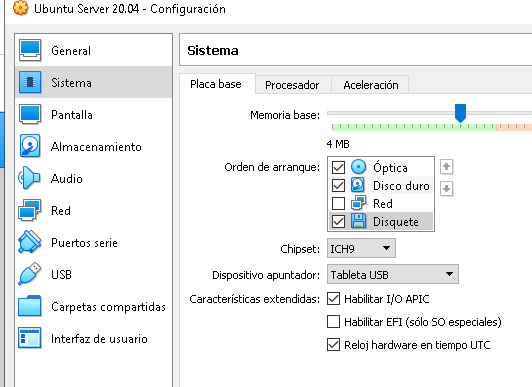 Ubuntu Server 20.04 - Configuración
General
Sistema
Pantalla
Almacenamiento
Audio
Red
Puertos serie
USB
Carpetas compartidas
Interfaz de usuario
Sistema
Placa base Procesador Aceleración
Memoria base:
4 MB
Orden de arranque:
Óptica
Disco duro
Red
Disquete
Chipset: ICH9
Dispositivo apuntador: Tableta USB
Características extendidas: Habilitar I/O APIC
Habilitar EFI (sólo SO especiales)
Reloj hardware en tiempo UTC